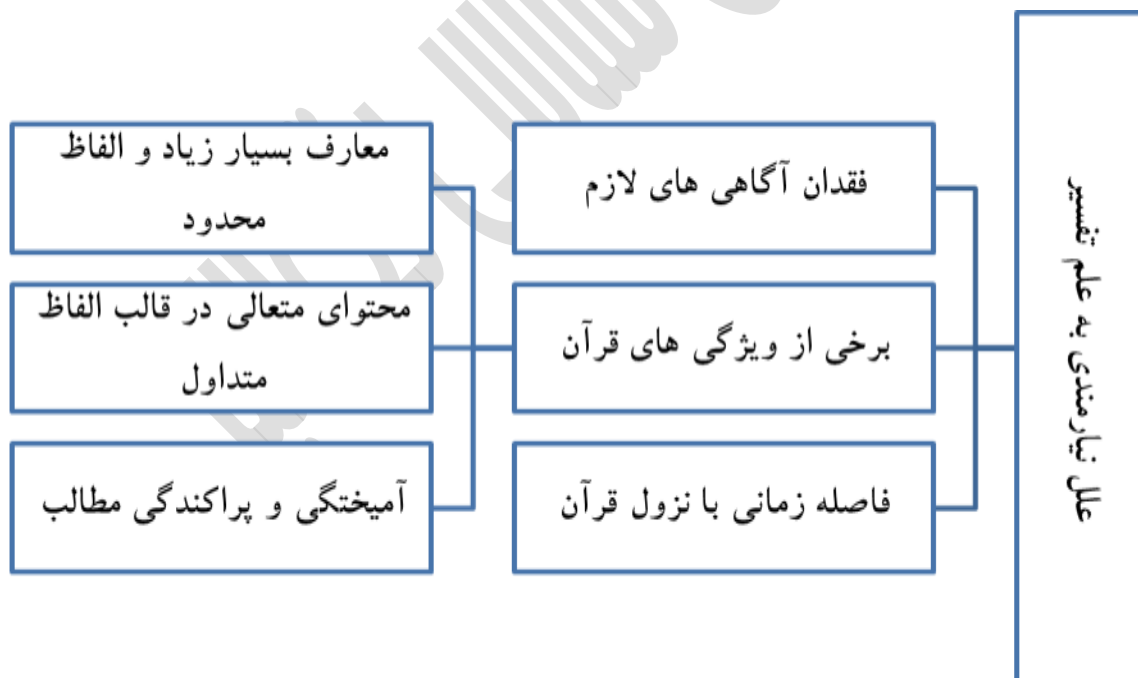 علل نیارمندی به علم تفسیر
فقدان آگاهی های لازم
برخی از ویژگی های قرآن
فاصله زمانی با نزول قرآن
معارف بسیار زیاد و الفاظ
محدود
محتوای متعالی در قالب الفاظ
متداول
آمیختگی و پراکندگی مطالب